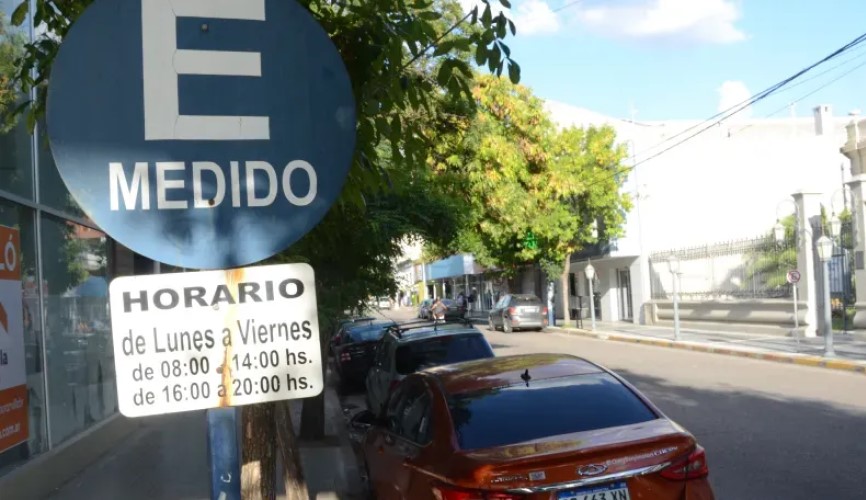 E
MEDIDO
HORARIO
de Lunes a Viernes
de 08:00 a 14:00 hs.
de 16:00 a 20:00 hs.